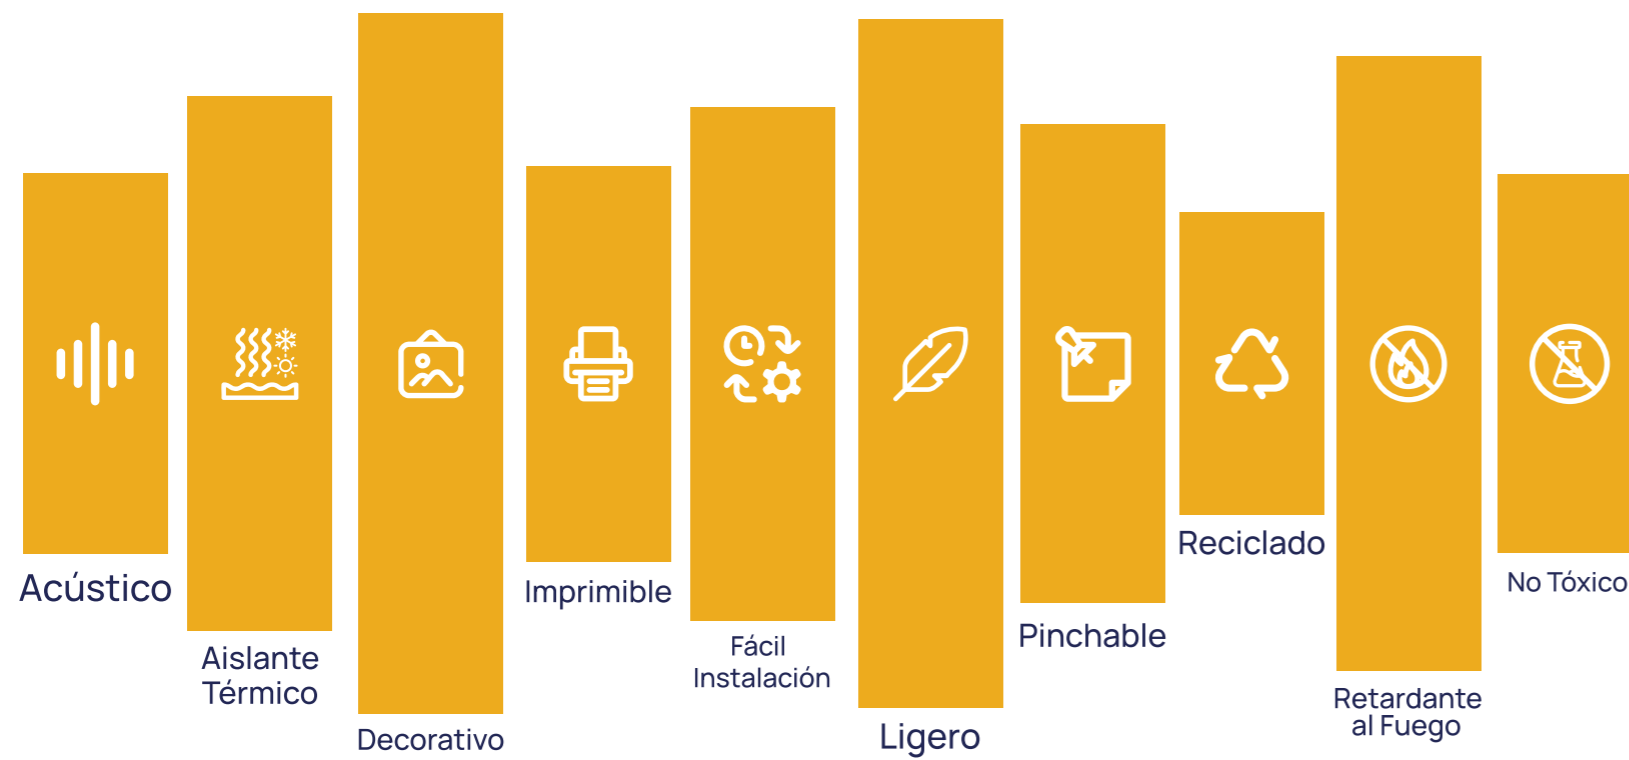 Acústico
Aislante
Térmico
Decorativo
Imprimible
Fácil
Instalación
Ligero
Pinchable
Reciclado
Retardante
al Fuego
No Tóxico